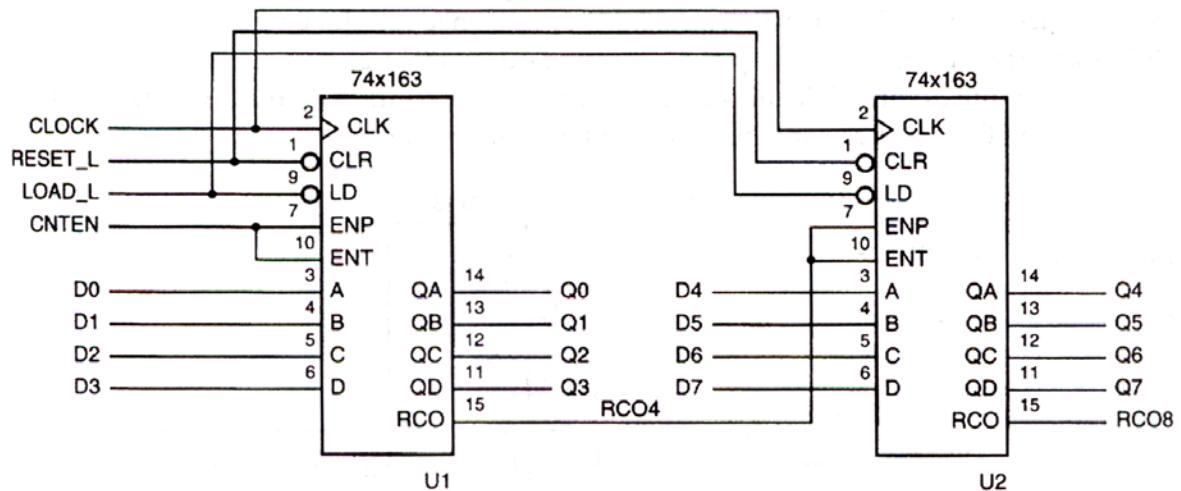 74x163
74x163
CLOCK 2 CLK 2 CLK
RESET_L 1 CLR 1 CLR
LOAD_L 9 LD 9 LD
CNTEN 7 ENP 7 ENP
10 ENT 10 ENT
D0 3 A QA 14 Q0 D4 3 A QA 14 Q4
D1 4 B QB 13 Q1 D5 4 B QB 13 Q5
D2 5 C QC 12 Q2 D6 5 C QC 12 Q6
D3 6 D QD 11 Q3 D7 6 D QD 11 Q7
RCO 15 RCO4 RCO 15 RCO8
U1 U2